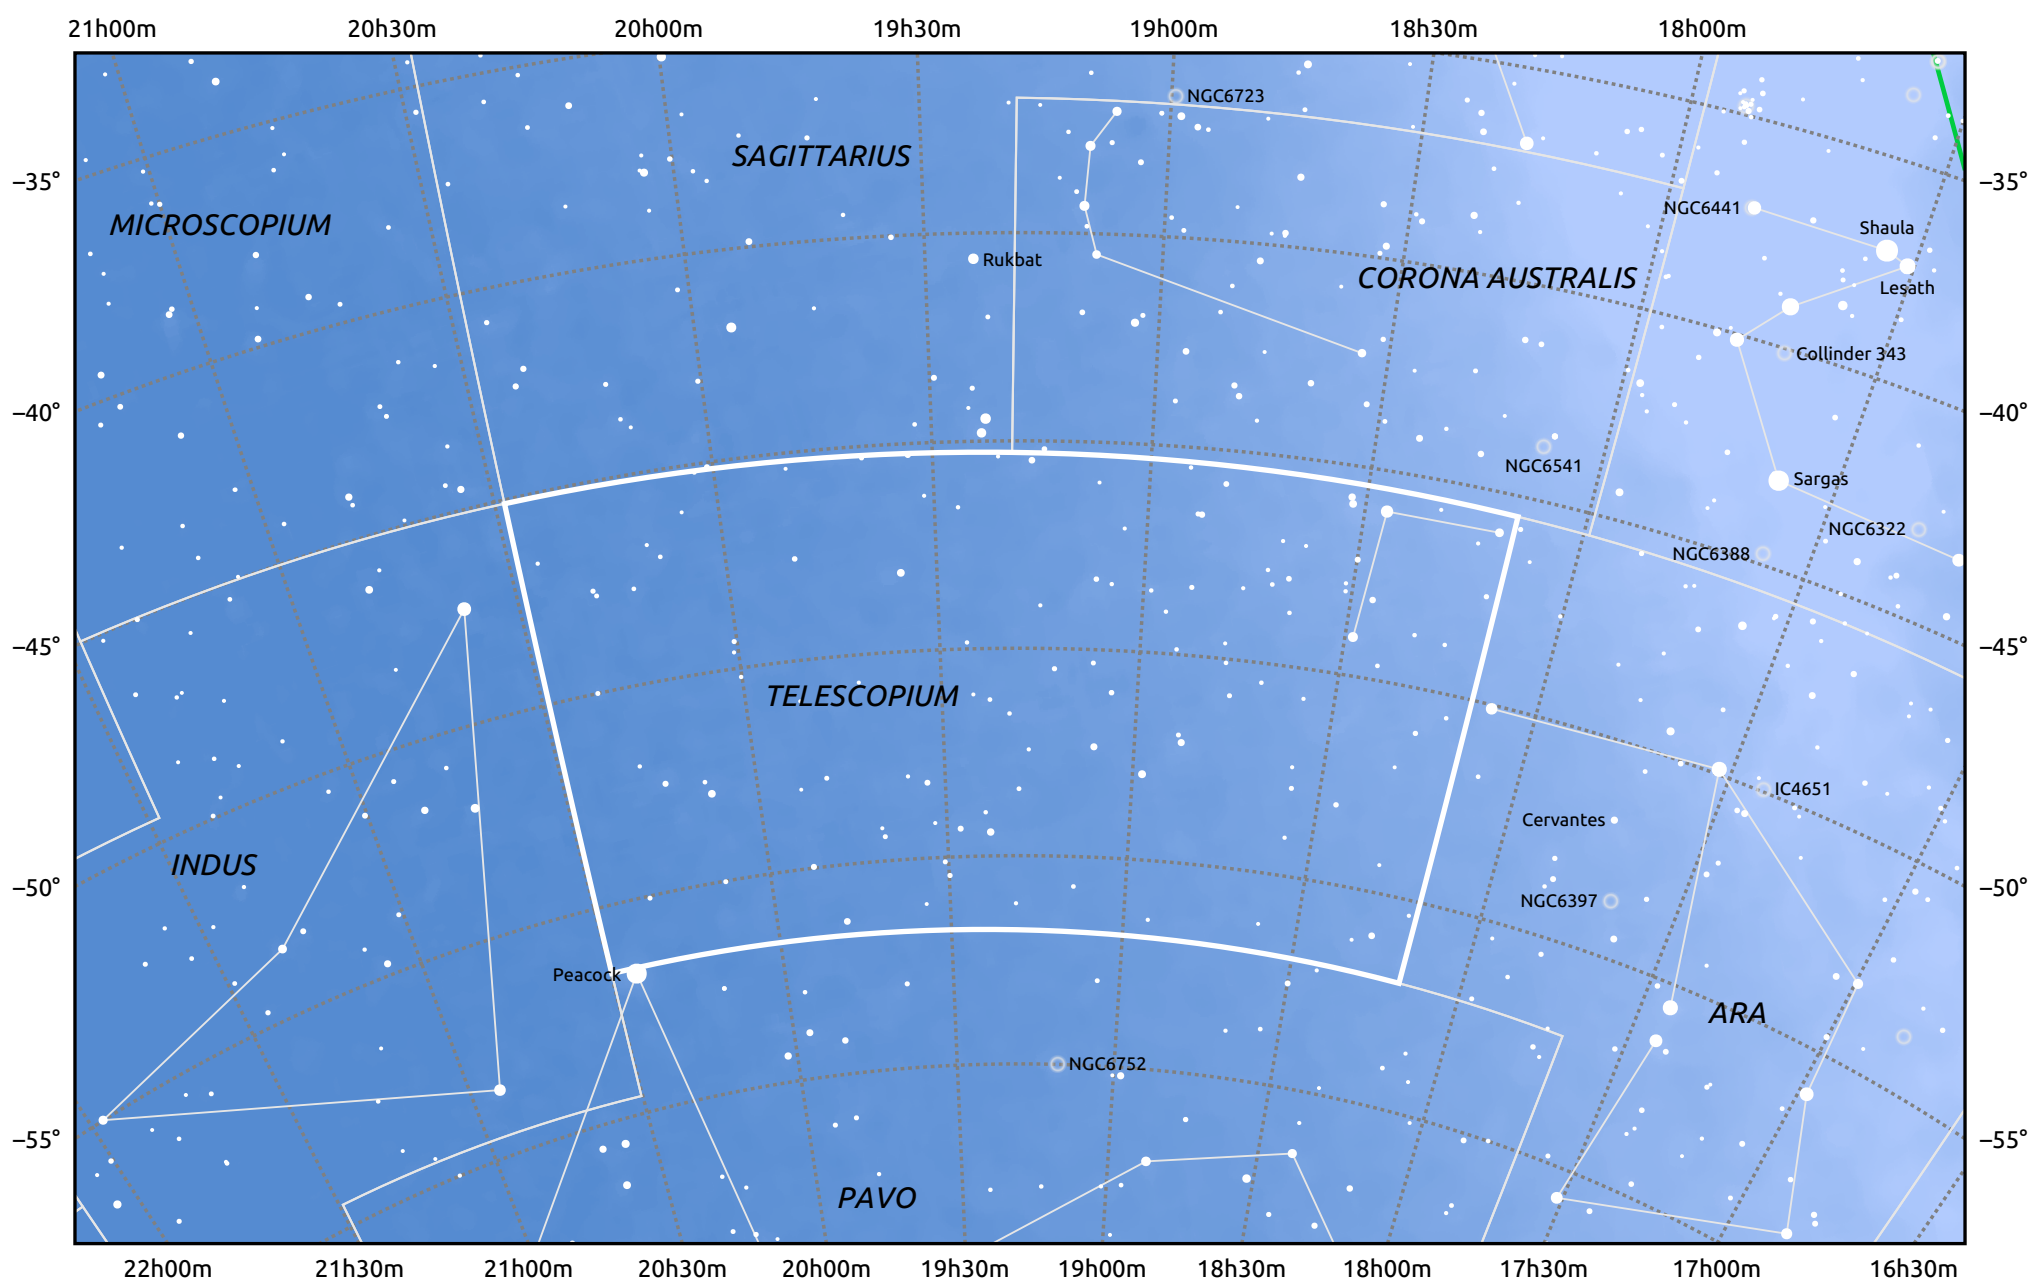 21h00m 20h30m 20h00m 19h30m 19h00m 18h30m 18h00m
NGC6723
SAGITTARIUS
−35° −35°
NGC6441
MICROSCOPIUM
Shaula
Rukbat
CORONA AUSTRALIS
Lesath
Collinder 343
−40° −40°
NGC6541
Sargas
NGC6322
NGC6388
−45° −45°
TELESCOPIUM
IC4651
Cervantes
INDUS
−50° −50°
NGC6397
Peacock
ARA
NGC6752
−55° −55°
PAVO
22h00m 21h30m 21h00m 20h30m 20h00m 19h30m 19h00m 18h30m 18h00m 17h30m 17h00m 16h30m